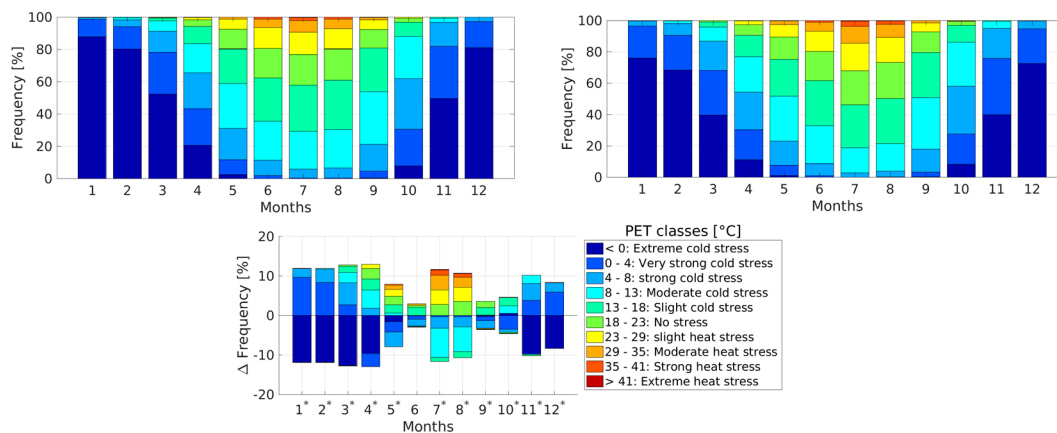 100
80
60
40
20
0
Frequency [%]
1 2 3 4 5 6 7 8 9 10 11 12
Months
100
80
60
40
20
0
Frequency [%]
1 2 3 4 5 6 7 8 9 10 11 12
Months
20
10
0
-10
-20
Δ Frequency [%]
1* 2* 3* 4* 5* 6 7* 8* 9* 10* 11* 12*
Months
PET classes [°C]
< 0: Extreme cold stress
0 - 4: Very strong cold stress
4 - 8: strong cold stress
8 - 13: Moderate cold stress
13 - 18: Slight cold stress
18 - 23: No stress
23 - 29: slight heat stress
29 - 35: Moderate heat stress
35 - 41: Strong heat stress
> 41: Extreme heat stress